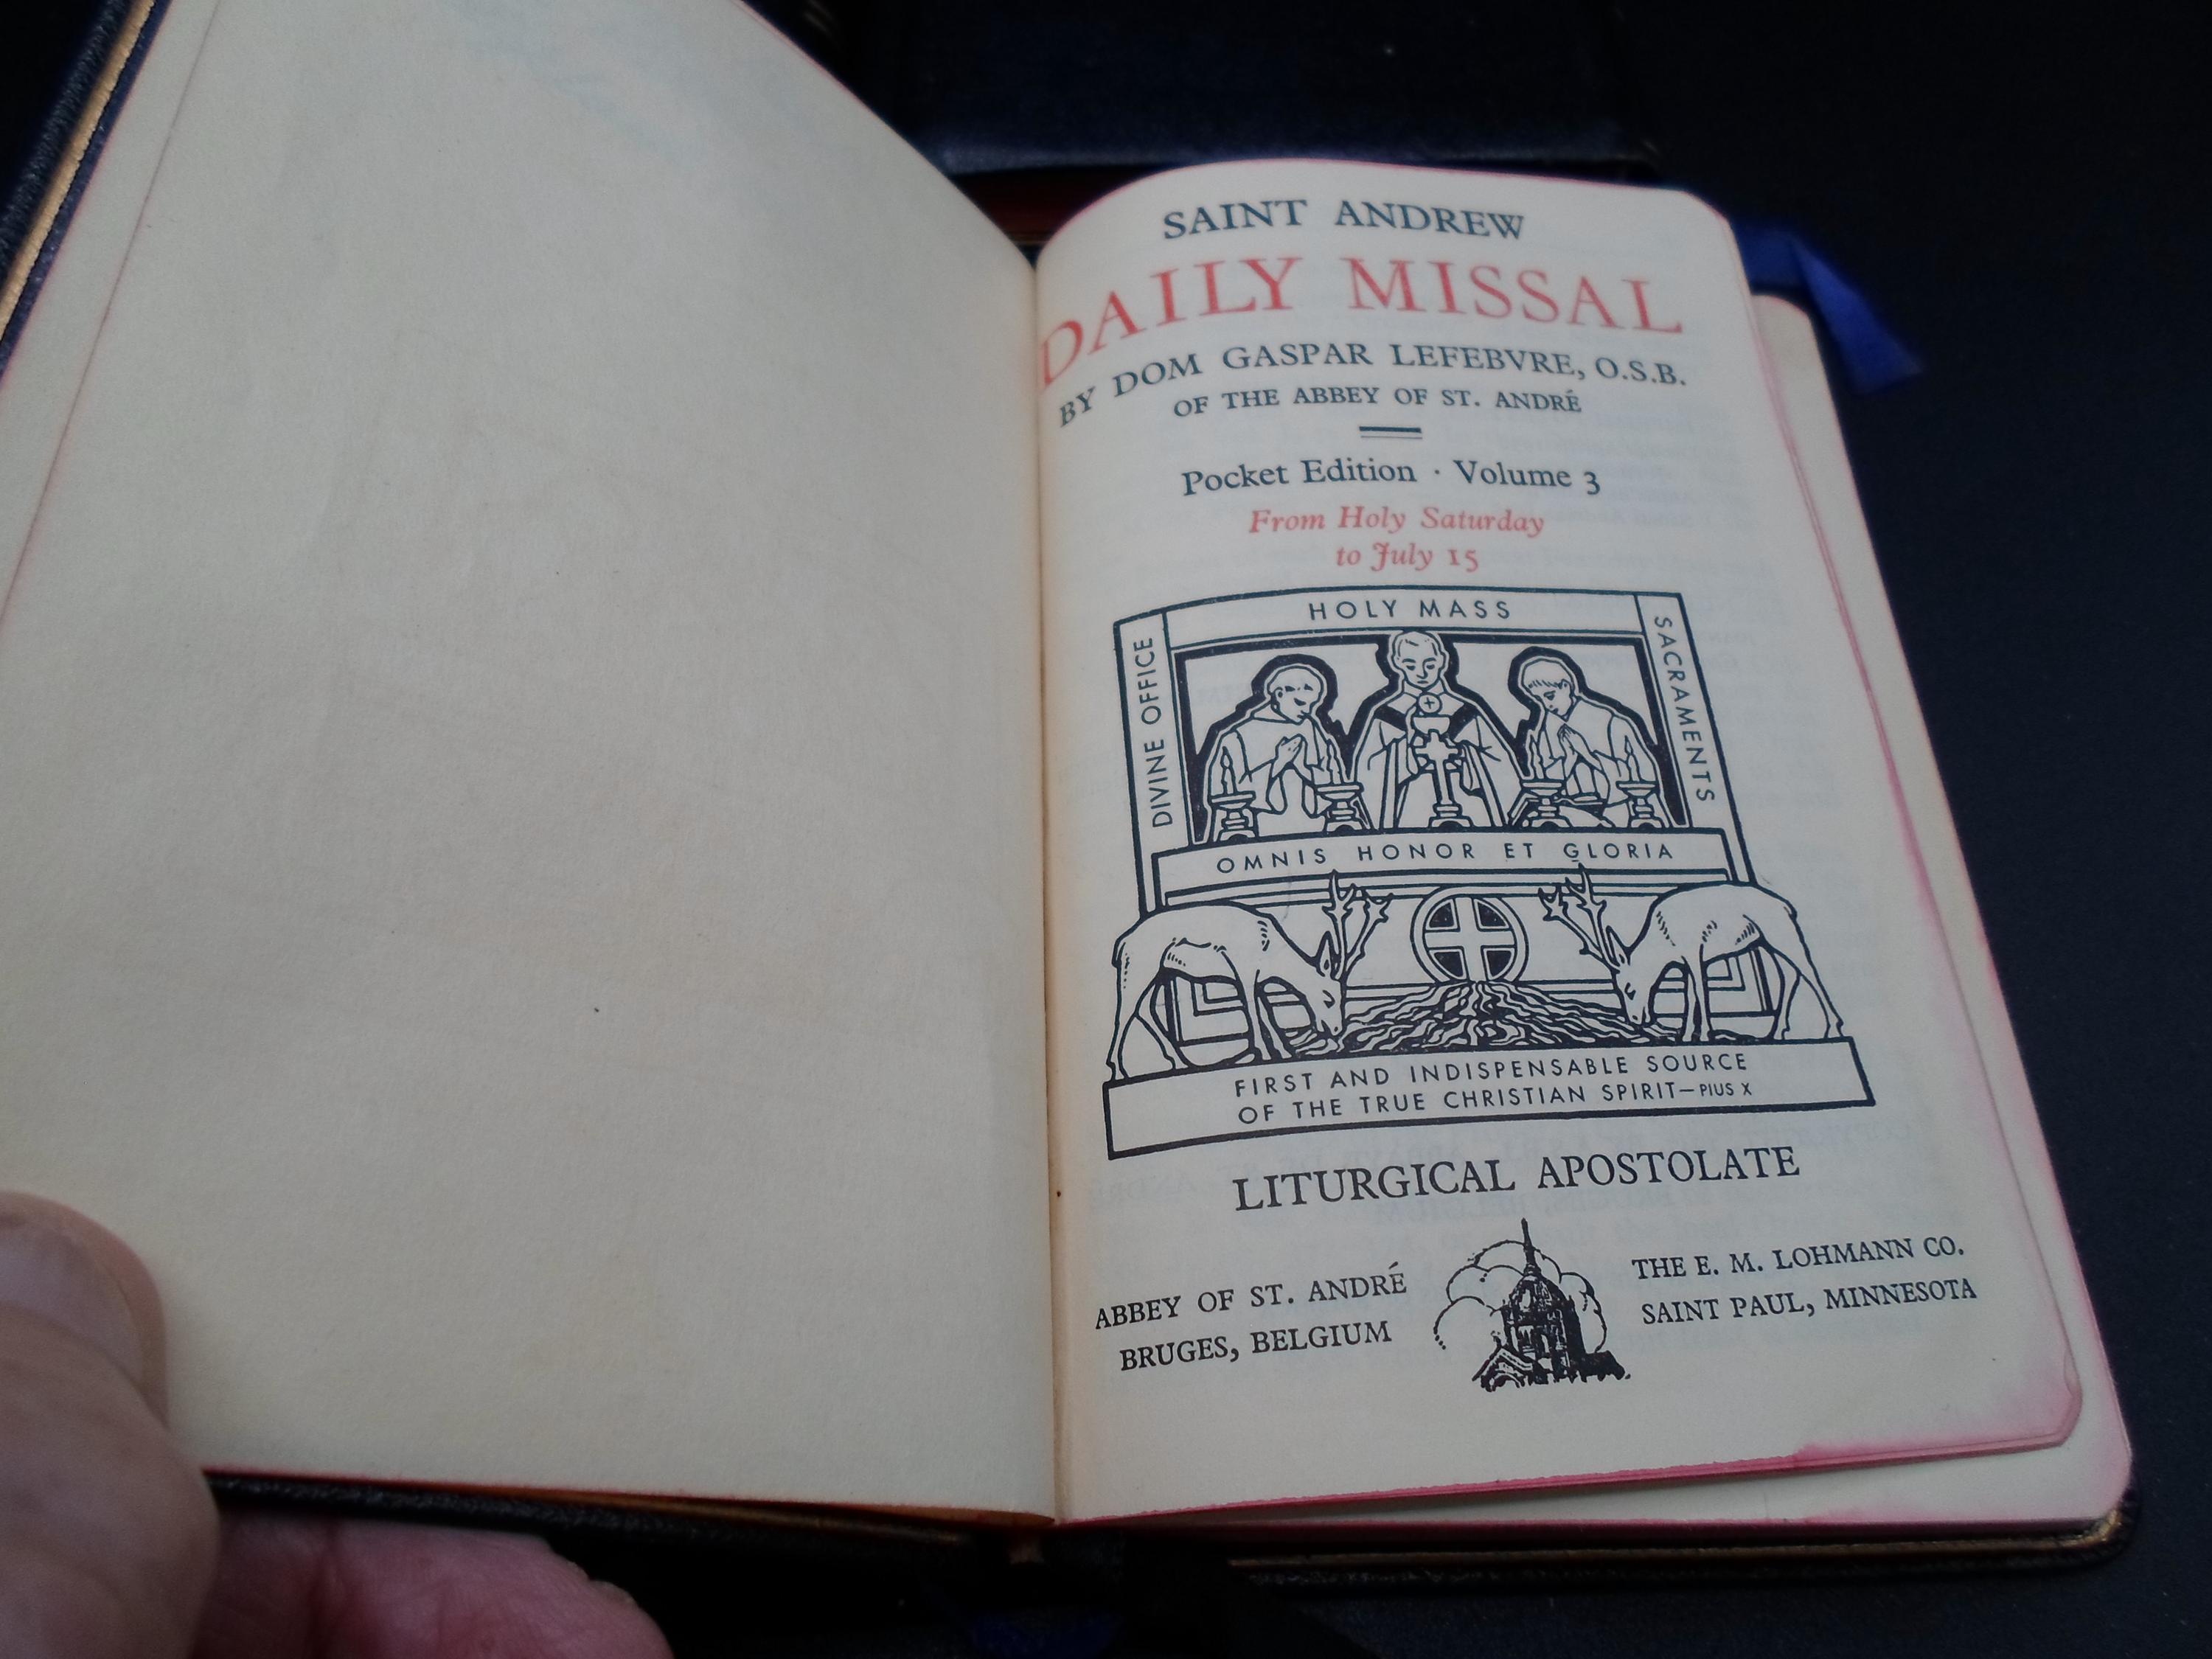 SAINT ANDREW
DAILY MISSAL
BY DOM GASPAR LEFEBVRE, O.S.B.
OF THE ABBEY OF ST. ANDRÉ
Pocket Edition · Volume 3
From Holy Saturday
to July 15
HOLY MASS
DIVINE OFFICE
SACRAMENTS
OMNIS HONOR ET GLORIA
FIRST AND INDISPENSABLE SOURCE
OF THE TRUE CHRISTIAN SPIRIT—PIUS X
LITURGICAL APOSTOLATE
ABBEY OF ST. ANDRÉ
BRUGES, BELGIUM
THE E. M. LOHMANN CO.
SAINT PAUL, MINNESOTA